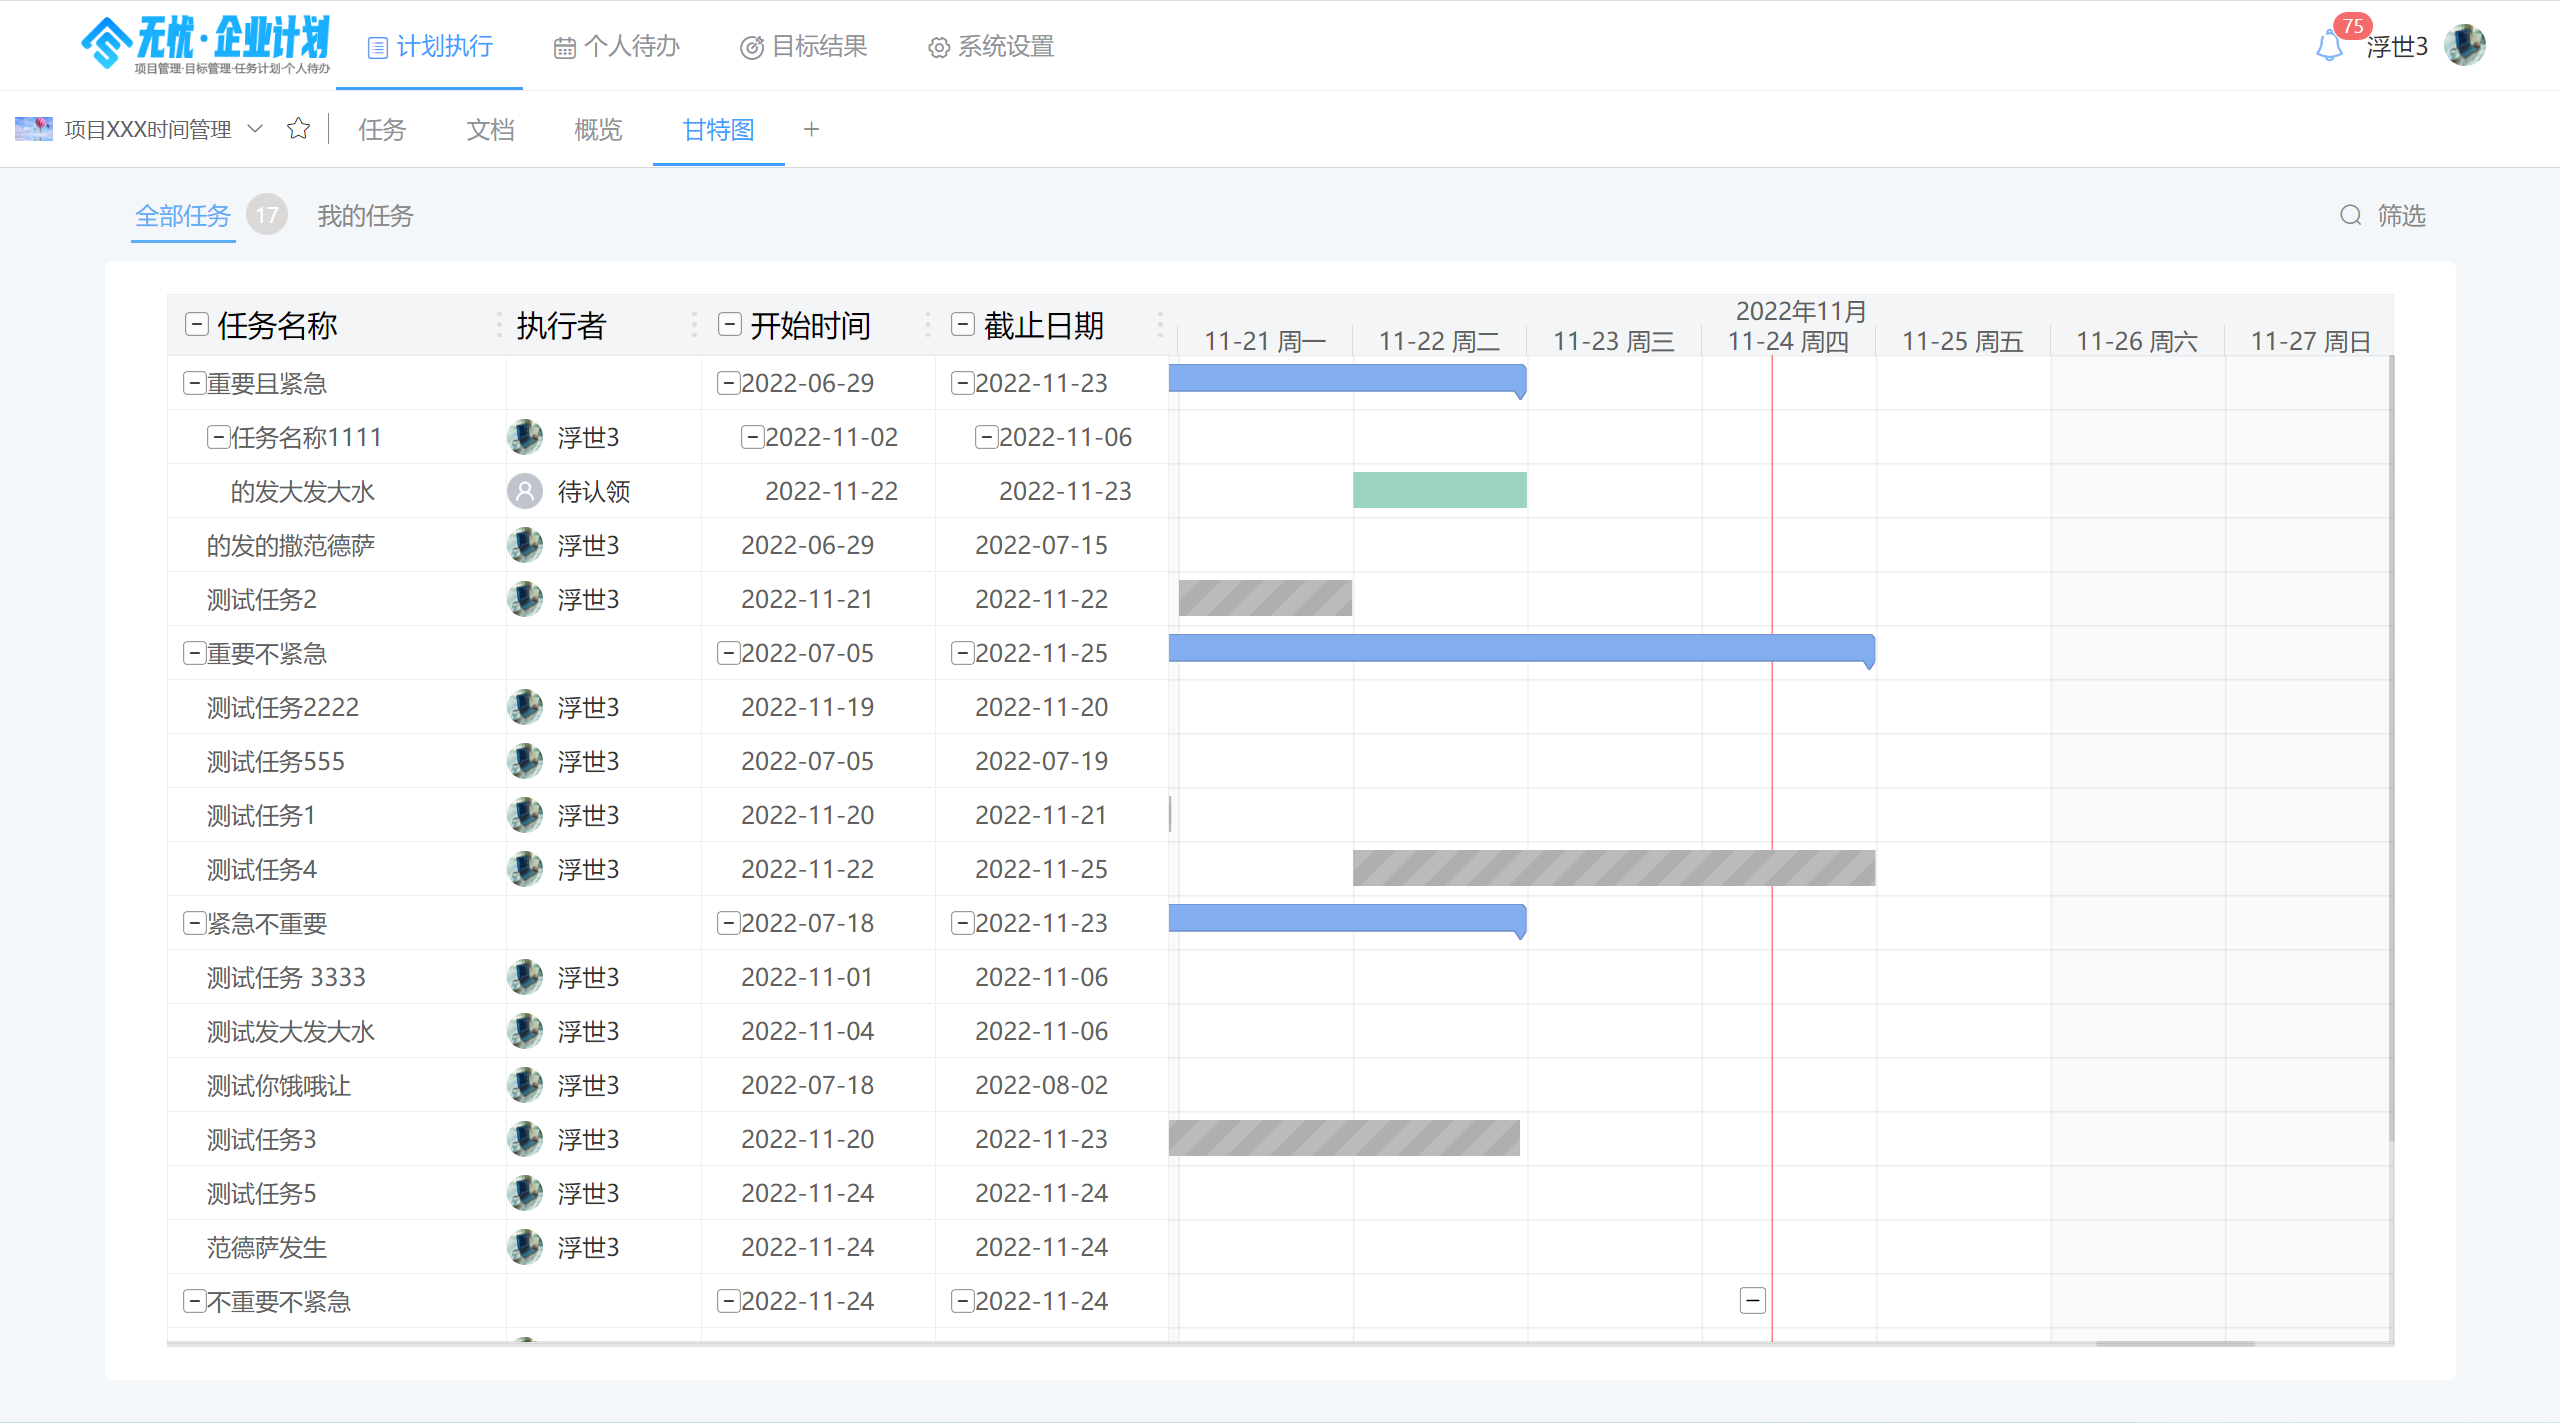 无忧·企业计划
项目管理·目标管理·任务计划·个人待办
计划执行 个人待办 目标结果 系统设置
75
浮世3
项目XXX时间管理 任务 文档 概览 甘特图 +
全部任务 17 我的任务 筛选
任务名称 执行者 开始时间 截止日期
2022年11月
11-21 周一 11-22 周二 11-23 周三 11-24 周四 11-25 周五 11-26 周六 11-27 周日
重要且紧急 2022-06-29 2022-11-23
任务名称1111 浮世3 2022-11-02 2022-11-06
的发大发大水 待认领 2022-11-22 2022-11-23
的发的撒范德萨 浮世3 2022-06-29 2022-07-15
测试任务2 浮世3 2022-11-21 2022-11-22
重要不紧急 2022-07-05 2022-11-25
测试任务2222 浮世3 2022-11-19 2022-11-20
测试任务555 浮世3 2022-07-05 2022-07-19
测试任务1 浮世3 2022-11-20 2022-11-21
测试任务4 浮世3 2022-11-22 2022-11-25
紧急不重要 2022-07-18 2022-11-23
测试任务 3333 浮世3 2022-11-01 2022-11-06
测试发大发大水 浮世3 2022-11-04 2022-11-06
测试你饿哦让 浮世3 2022-07-18 2022-08-02
测试任务3 浮世3 2022-11-20 2022-11-23
测试任务5 浮世3 2022-11-24 2022-11-24
范德萨发生 浮世3 2022-11-24 2022-11-24
不重要不紧急 2022-11-24 2022-11-24